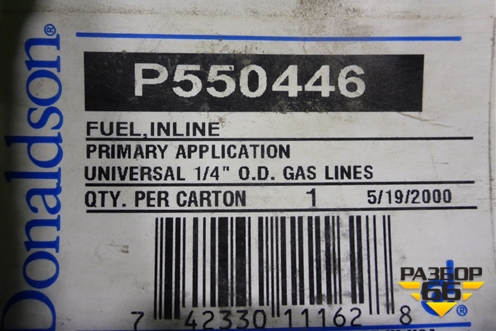 Donaldson®
P550446
FUEL, INLINE
PRIMARY APPLICATION
UNIVERSAL 1/4" O.D. GAS LINES
QTY. PER CARTON 1 5/19/2000
7 42330 11162 8
РАЗБОР
66